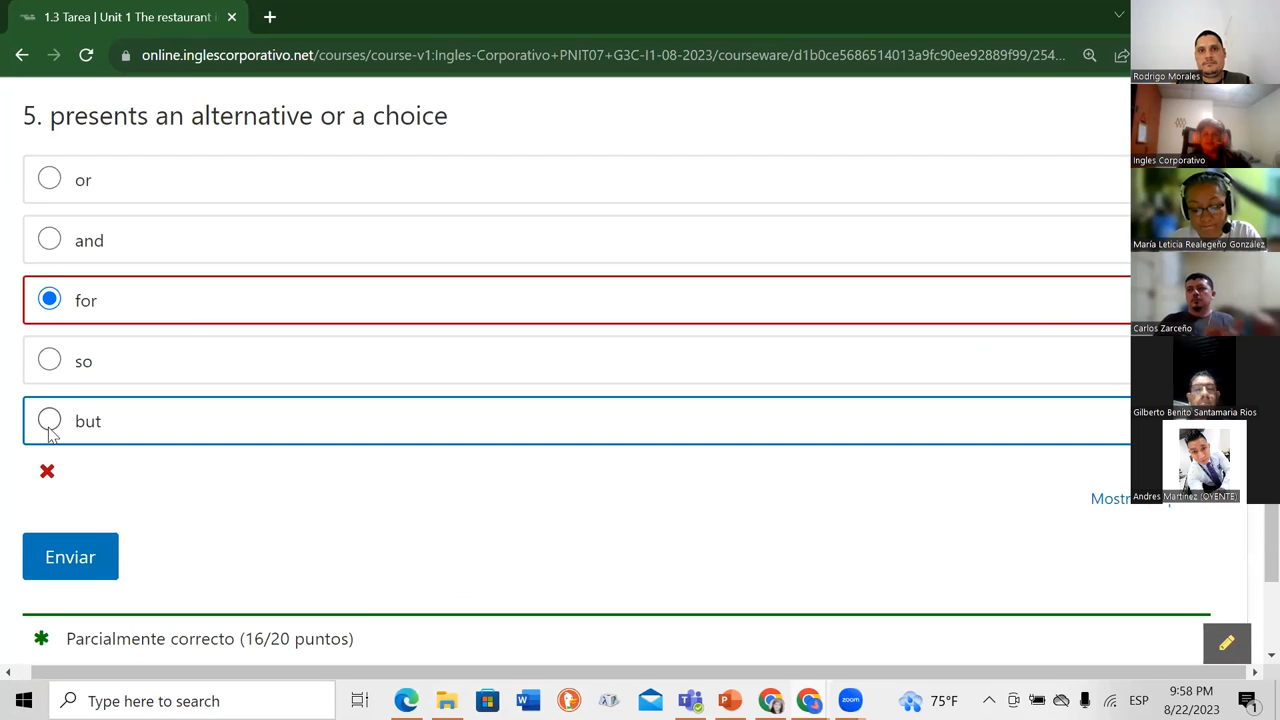 1.3 Tarea | Unit 1 The restaurant
online.inglescorporativo.net/courses/course-v1:Ingles-Corporativo+PNIT07+G3C-I1-08-2023/courseware/d1b0ce5686514013a9fc90ee92889f99/254...
5. presents an alternative or a choice
or
and
for
so
but
Enviar
Parcialmente correcto (16/20 puntos)
Rodrigo Morales
Ingles Corporativo
María Leticia Realegeño González
Carlos Zarceño
Gilberto Benito Santamaria Rios
Andres Martinez (OYENTE)
Type here to search
75°F
ESP
9:58 PM
8/22/2023
1